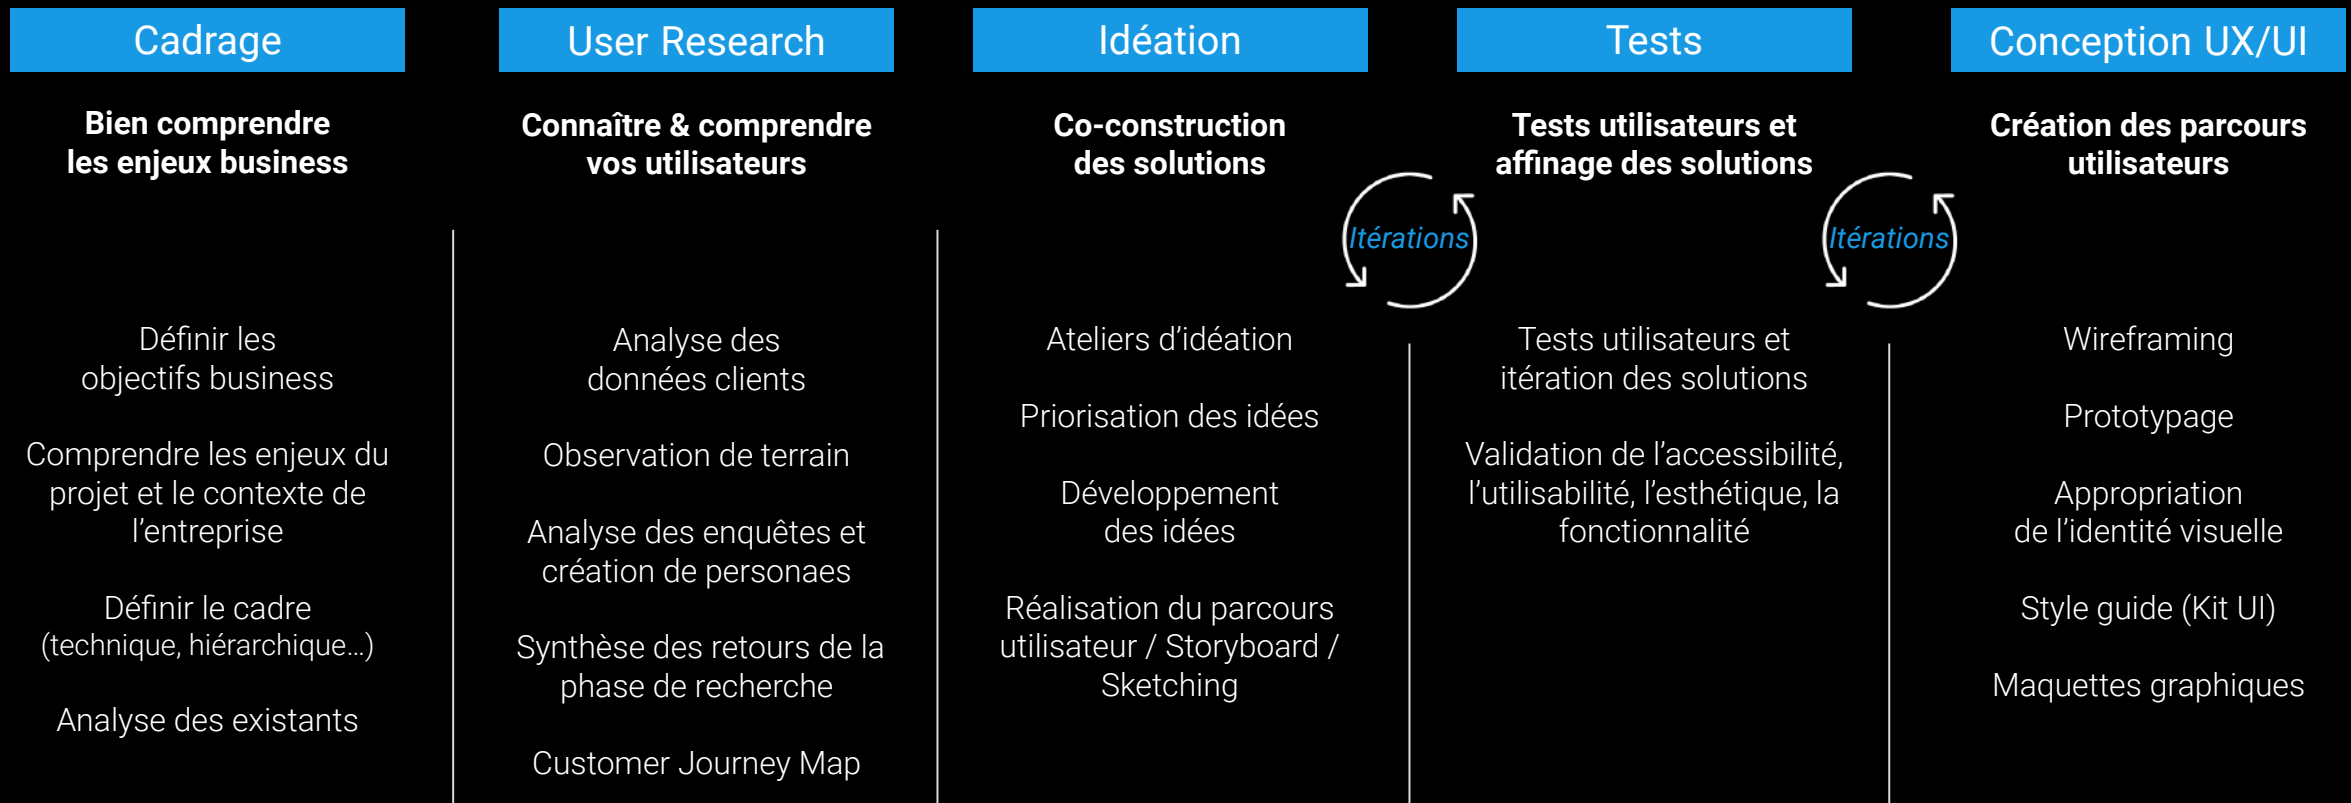 Cadrage
Bien comprendre
les enjeux business
Définir les
objectifs business
Comprendre les enjeux du
projet et le contexte de
l’entreprise
Définir le cadre
(technique, hiérarchique…)
Analyse des existants
User Research
Connaître & comprendre
vos utilisateurs
Analyse des
données clients
Observation de terrain
Analyse des enquêtes et
création de personaes
Synthèse des retours de la
phase de recherche
Customer Journey Map
Idéation
Co-construction
des solutions
Ateliers d’idéation
Priorisation des idées
Développement
des idées
Réalisation du parcours
utilisateur / Storyboard /
Sketching
Itérations
Tests
Tests utilisateurs et
affinage des solutions
Tests utilisateurs et
itération des solutions
Validation de l’accessibilité,
l’utilisabilité, l’esthétique, la
fonctionnalité
Itérations
Conception UX/UI
Création des parcours
utilisateurs
Wireframing
Prototypage
Appropriation
de l’identité visuelle
Style guide (Kit UI)
Maquettes graphiques